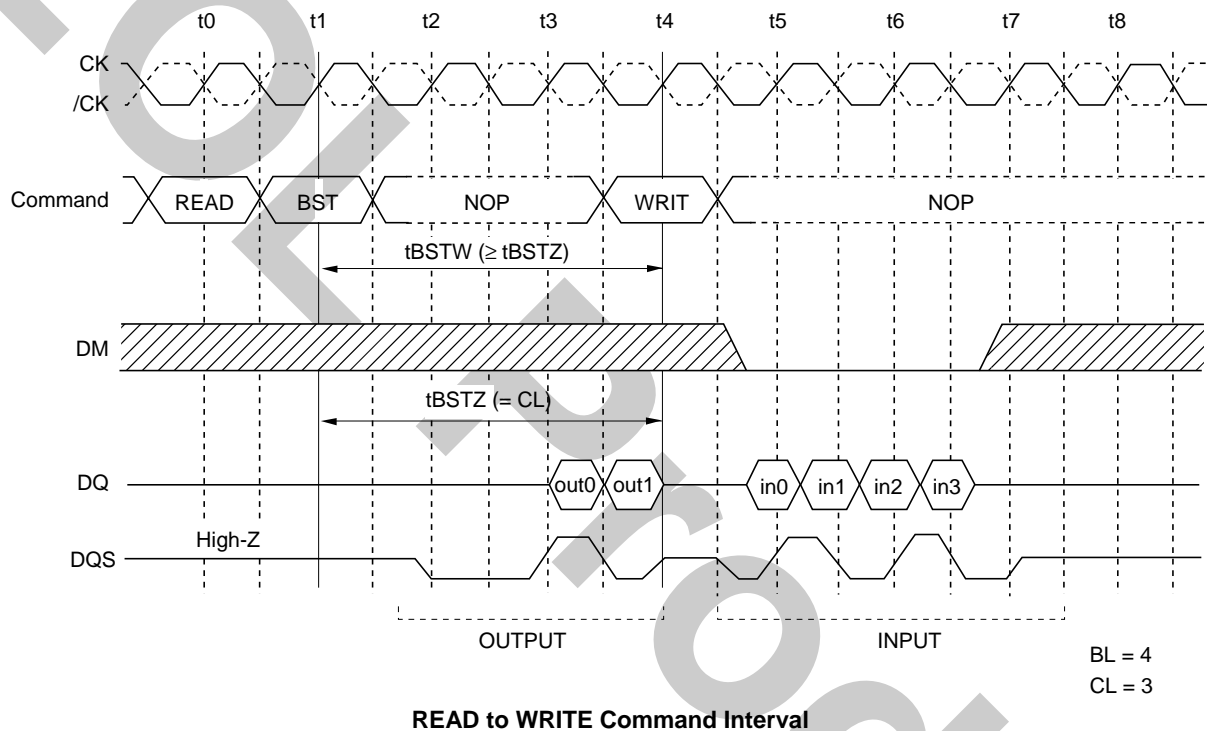 t0 t1 t2 t3 t4 t5 t6 t7 t8
CK
/CK
Command READ BST NOP WRIT NOP
tBSTW (≥ tBSTZ)
DM
tBSTZ (= CL)
DQ out0 out1 in0 in1 in2 in3
High-Z
DQS
OUTPUT INPUT
BL = 4
CL = 3
READ to WRITE Command Interval